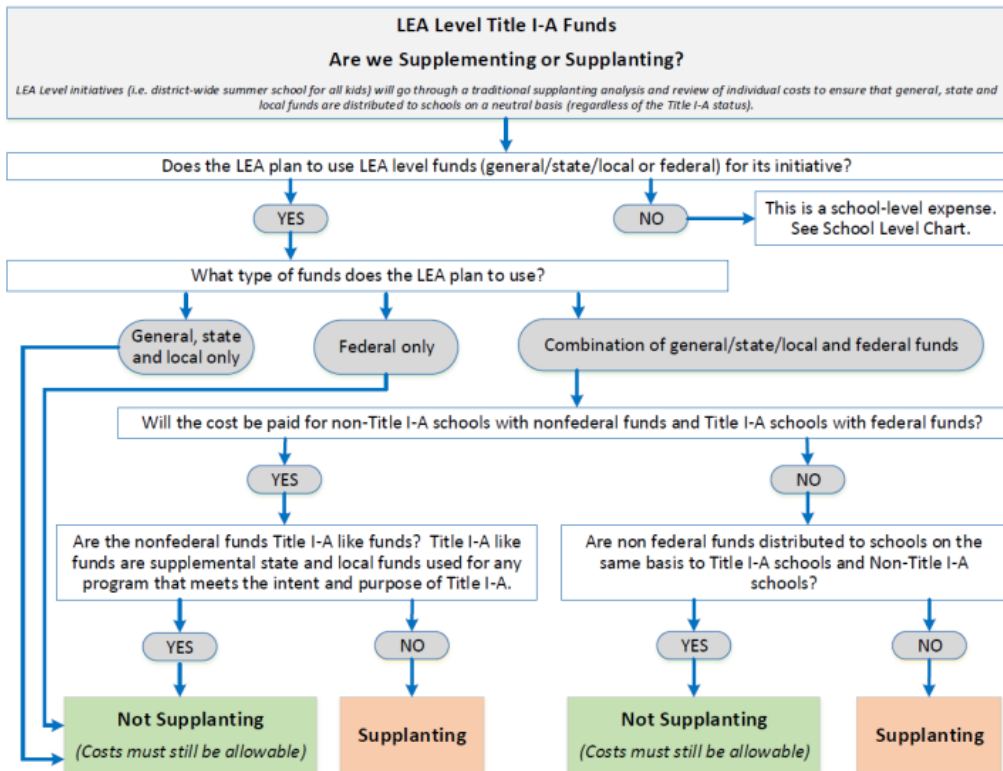 LEA Level Title I-A Funds
Are we Supplementing or Supplanting?
LEA Level initiatives (i.e. district-wide summer school for all kids) will go through a traditional supplanting analysis and review of individual costs to ensure that general, state and
local funds are distributed to schools on a neutral basis (regardless of the Title I-A status).
Does the LEA plan to use LEA level funds (general/state/local or federal) for its initiative?
YES
NO
This is a school-level expense.
See School Level Chart.
What type of funds does the LEA plan to use?
General, state
and local only
Federal only
Combination of general/state/local and federal funds
Will the cost be paid for non-Title I-A schools with nonfederal funds and Title I-A schools with federal funds?
YES
NO
Are the nonfederal funds Title I-A like funds? Title I-A like
funds are supplemental state and local funds used for any
program that meets the intent and purpose of Title I-A.
Are non federal funds distributed to schools on the
same basis to Title I-A schools and Non-Title I-A
schools?
YES
NO
YES
NO
Not Supplanting
(Costs must still be allowable)
Supplanting
Not Supplanting
(Costs must still be allowable)
Supplanting